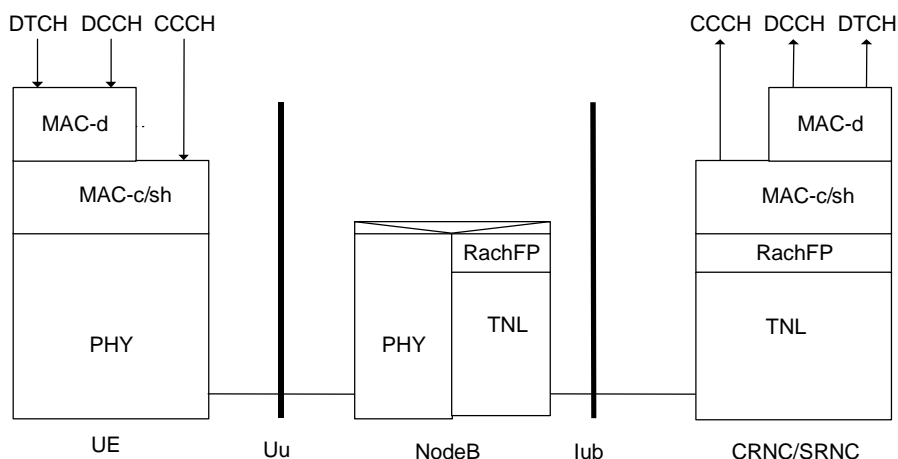 DTCH DCCH CCCH
CCCH DCCH DTCH
MAC-d
MAC-d
MAC-c/sh
MAC-c/sh
RachFP
RachFP
PHY
PHY
TNL
TNL
UE
Uu
NodeB
Iub
CRNC/SRNC